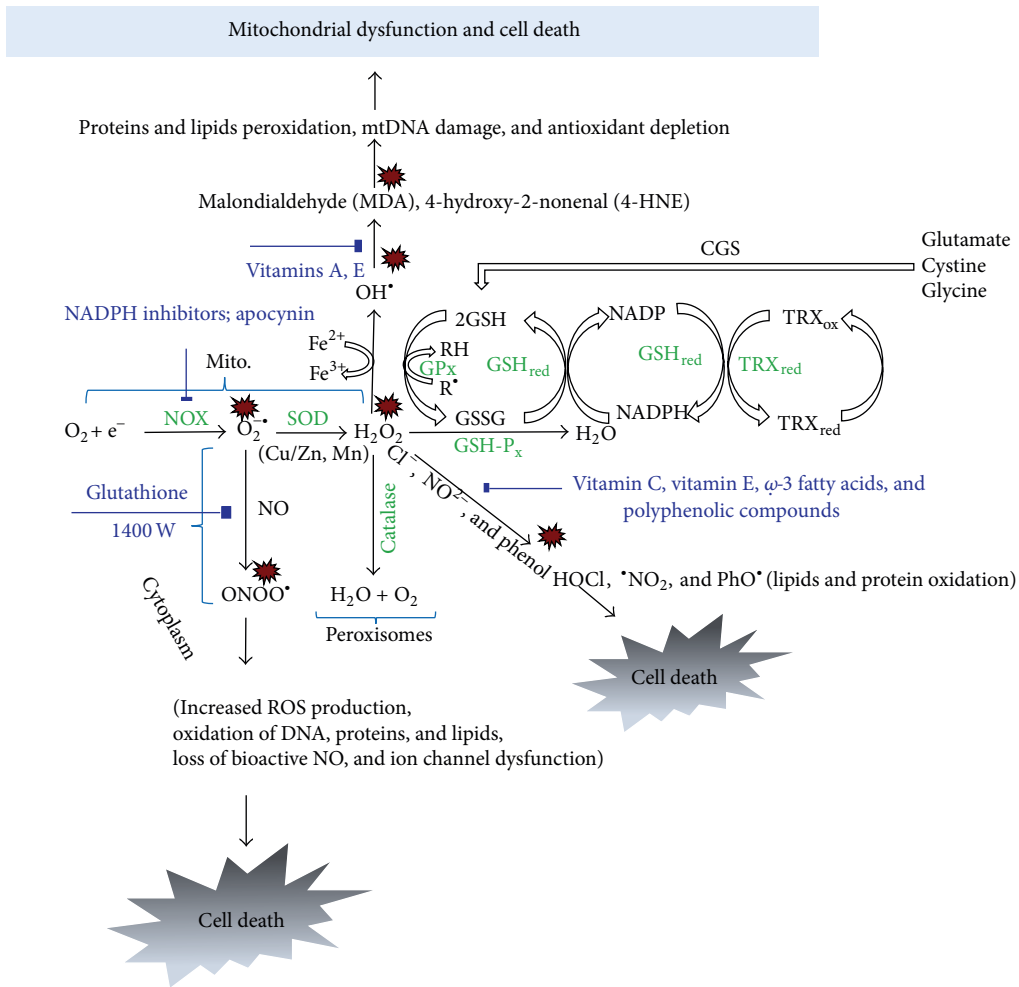 Mitochondrial dysfunction and cell death
Proteins and lipids peroxidation, mtDNA damage, and antioxidant depletion
Malondialdehyde (MDA), 4-hydroxy-2-nonenal (4-HNE)
Vitamins A, E
OH•
CGS
Glutamate
Cystine
Glycine
NADPH inhibitors; apocynin
Fe²⁺
Fe³⁺
2GSH
RH
GPx
R•
GSSG
GSH_red
NADP
NADPH
GSH_red
TRX_red
TRX_ox
TRX_red
Mito.
O₂ + e⁻
NOX
O₂⁻•
SOD
(Cu/Zn, Mn)
H₂O₂
GSH-Pₓ
H₂O
Cl⁻, NO²⁻, and phenol
Vitamin C, vitamin E, ω-3 fatty acids, and
polyphenolic compounds
Glutathione
1400 W
NO
Catalase
ONOO•
Cytoplasm
H₂O + O₂
Peroxisomes
HOCl, •NO₂, and PhO• (lipids and protein oxidation)
Cell death
(Increased ROS production,
oxidation of DNA, proteins, and lipids,
loss of bioactive NO, and ion channel dysfunction)
Cell death